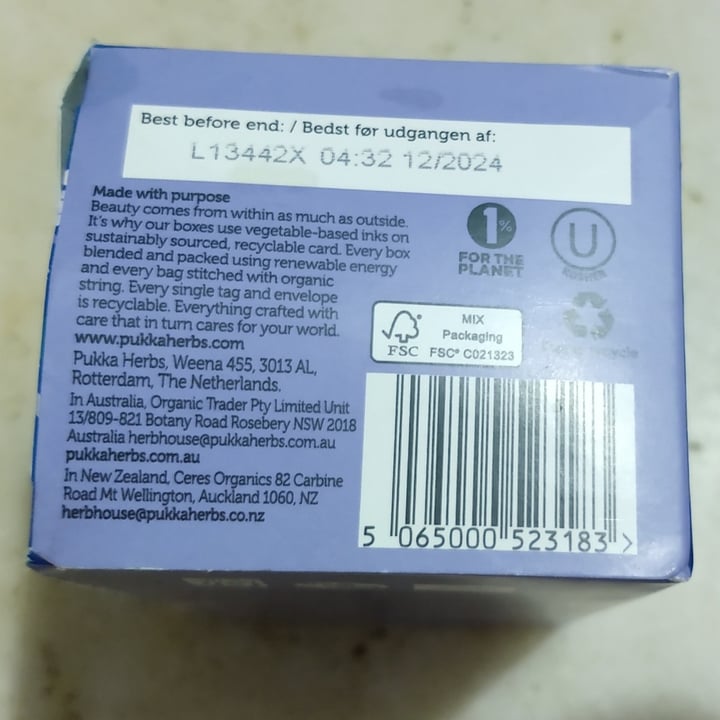 Best before end: / Bedst før udgangen af:
L13442X 04:32 12/2024
Made with purpose
Beauty comes from within as much as outside.
It's why our boxes use vegetable-based inks on
sustainably sourced, recyclable card. Every box
blended and packed using renewable energy
and every bag stitched with organic
string. Every single tag and envelope
is recyclable. Everything crafted with
care that in turn cares for your world.
www.pukkaherbs.com
Pukka Herbs, Weena 455, 3013 AL,
Rotterdam, The Netherlands.
In Australia, Organic Trader Pty Limited Unit
13/809-821 Botany Road Rosebery NSW 2018
Australia herbhouse@pukkaherbs.com.au
pukkaherbs.com.au
In New Zealand, Ceres Organics 82 Carbine
Road Mt Wellington, Auckland 1060, NZ
herbhouse@pukkaherbs.co.nz
1%
FOR THE
PLANET
U
KOSHER
FSC
MIX
Packaging
FSC® C021323
5 065000 523183 >